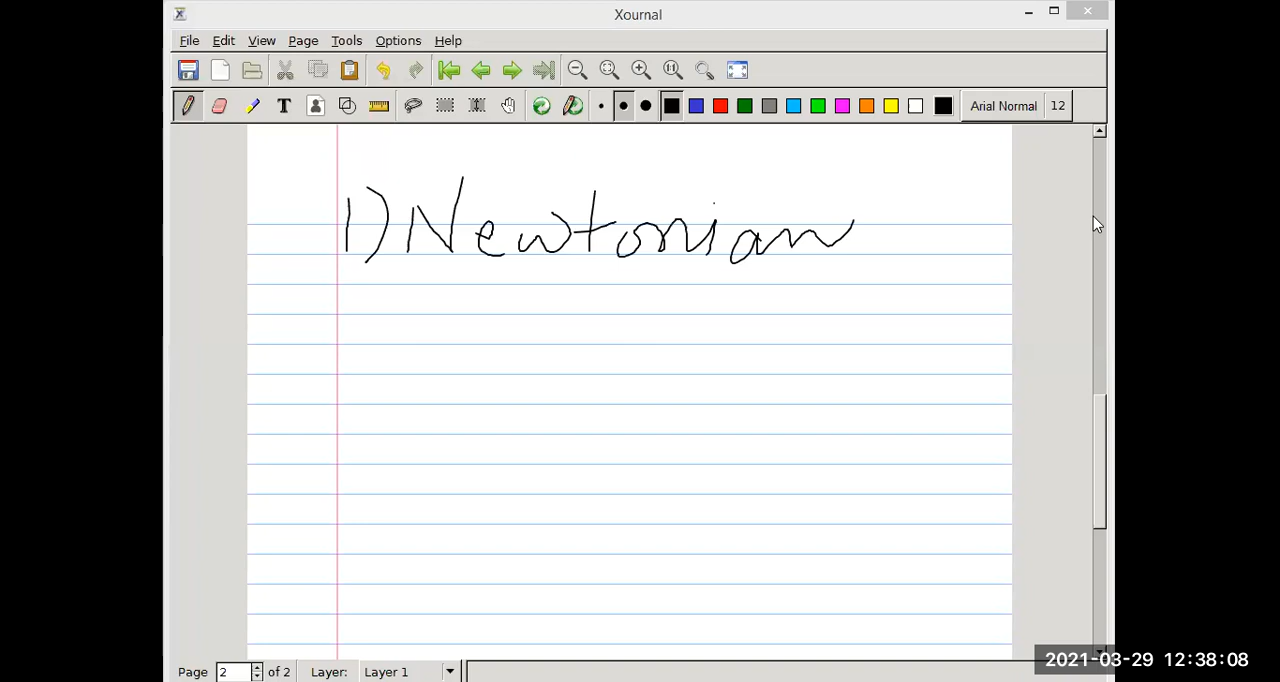 Xournal
File Edit View Page Tools Options Help
Arial Normal 12
1) Newtonian
Page 2 of 2 Layer: Layer 1
2021-03-29 12:38:08